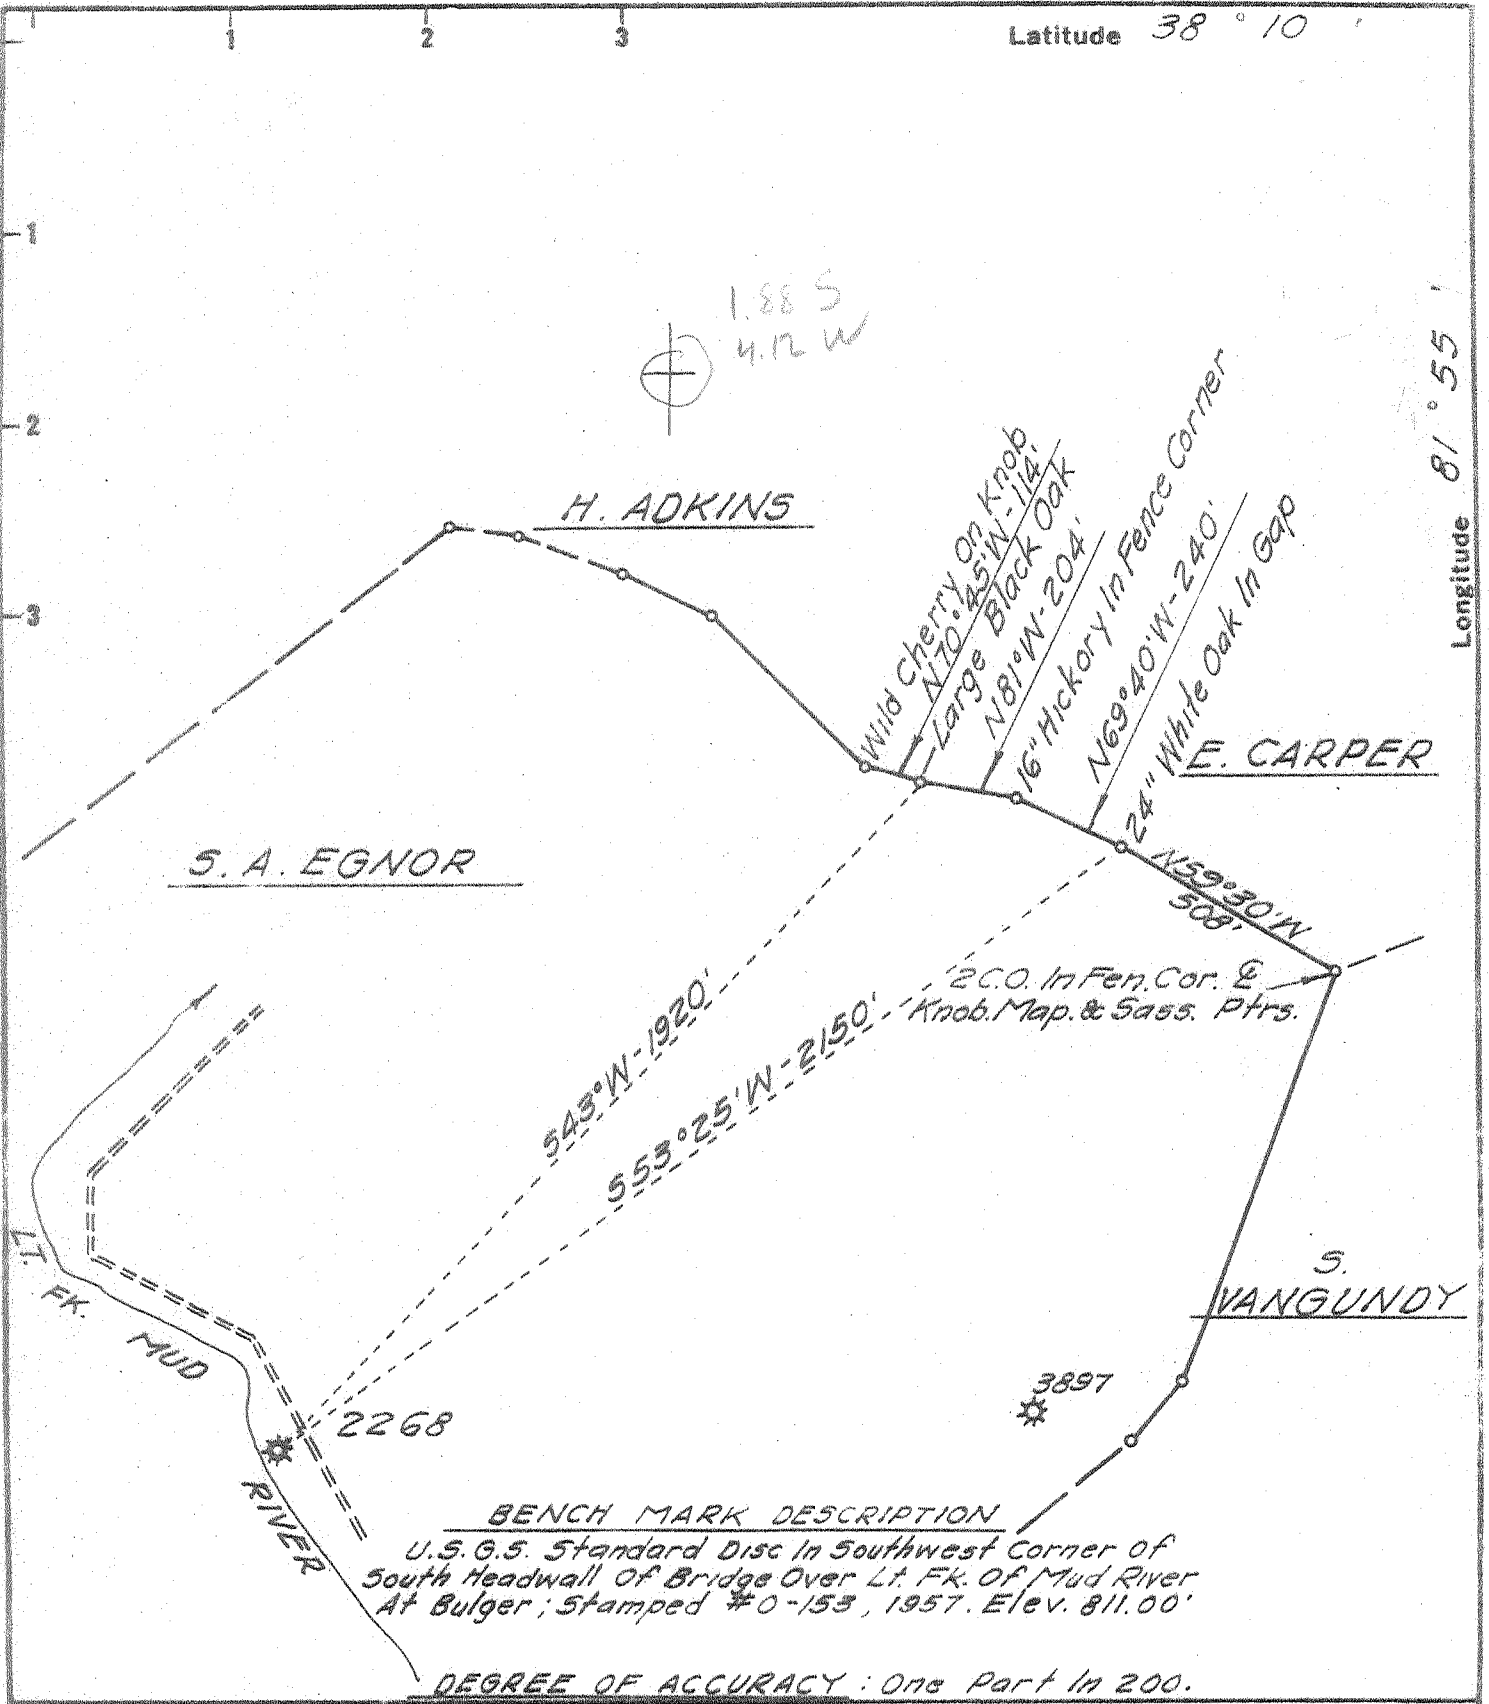 1 2 3
Latitude 38 ° 10 '
1
2
3
1.88 S
4.12 W
Longitude 81 ° 55 '
H. ADKINS
Wild Cherry On Knob
N70°45'W-114'
Large Black Oak
N81°W-204'
16" Hickory In Fence Corner
N69°40'W-240'
24" White Oak In Gap
E. CARPER
S. A. EGNOR
N59°30'W
508'
2 C.O. In Fen. Cor. ℄
Knob. Map. & Sass. Ptrs.
S43°W-1920'
S53°25'W-2150'
LT.
FK.
MUD
RIVER
S.
VANGUNDY
3897
2268
BENCH MARK DESCRIPTION
U.S.G.S. Standard Disc In Southwest Corner Of
South Headwall Of Bridge Over Lt. Fk. Of Mud River
At Bulger; Stamped #O-153, 1957. Elev. 811.00'
DEGREE OF ACCURACY : One Part In 200.